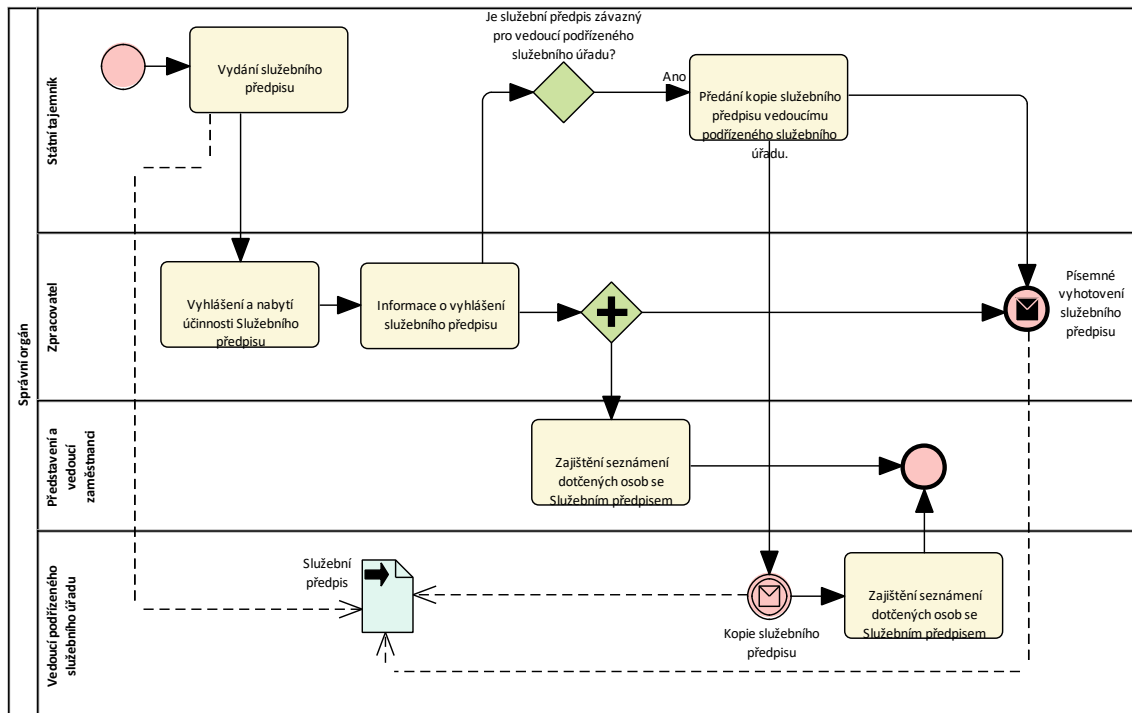 Správní orgán
Státní tajemník
Vydání služebního
předpisu
Je služební předpis závazný
pro vedoucí podřízeného
služebního úřadu?
Ano
Předání kopie služebního
předpisu vedoucímu
podřízeného služebního
úřadu.
Zpracovatel
Vyhlášení a nabytí
účinnosti Služebního
předpisu
Informace o vyhlášení
služebního předpisu
Písemné
vyhotovení
služebního
předpisu
Představení a
vedoucí
zaměstnanci
Zajištění seznámení
dotčených osob se
Služebním předpisem
Vedoucí podřízeného
služebního úřadu
Služební
předpis
Kopie služebního
předpisu
Zajištění seznámení
dotčených osob se
Služebním předpisem